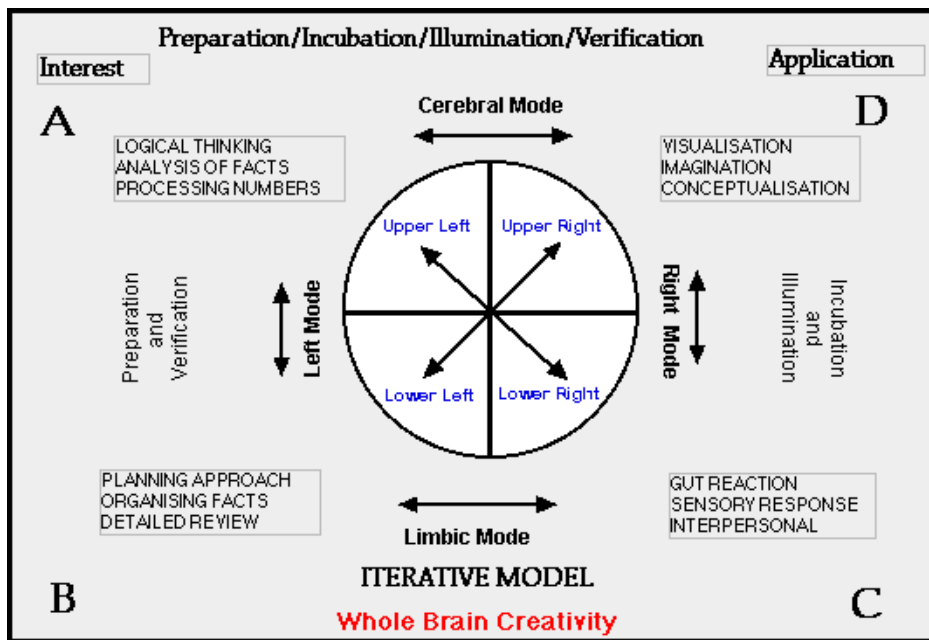 Preparation/Incubation/Illumination/Verification
Interest
Application
A
Cerebral Mode
D
LOGICAL THINKING
ANALYSIS OF FACTS
PROCESSING NUMBERS
VISUALISATION
IMAGINATION
CONCEPTUALISATION
Upper Left
Upper Right
Preparation
and
Verification
Left Mode
Right Mode
Incubation
and
Illumination
Lower Left
Lower Right
PLANNING APPROACH
ORGANISING FACTS
DETAILED REVIEW
GUT REACTION
SENSORY RESPONSE
INTERPERSONAL
Limbic Mode
ITERATIVE MODEL
B
C
Whole Brain Creativity